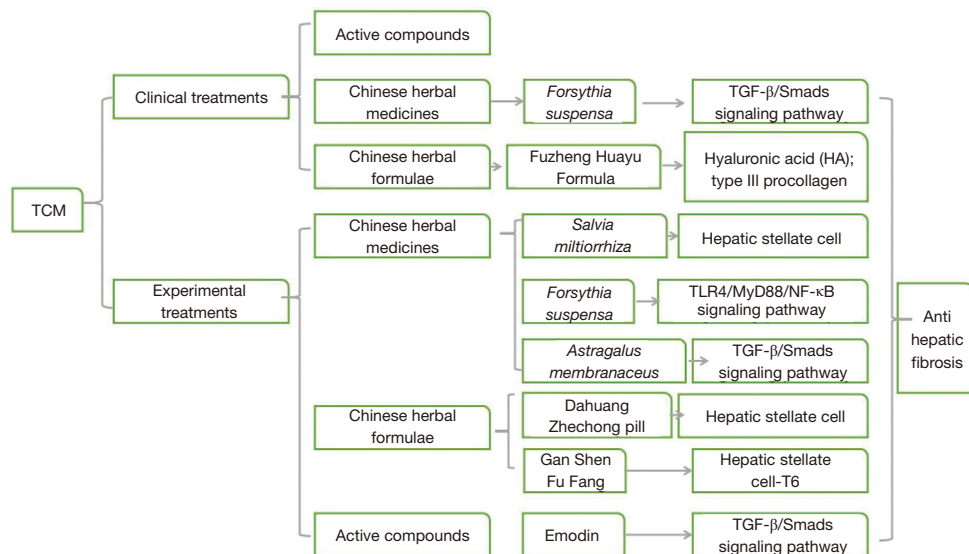 TCM
Clinical treatments
Active compounds
Chinese herbal
medicines
Forsythia
suspensa
TGF-β/Smads
signaling pathway
Chinese herbal
formulae
Fuzheng Huayu
Formula
Hyaluronic acid (HA);
type III procollagen
Experimental
treatments
Chinese herbal
medicines
Salvia
miltiorrhiza
Hepatic stellate cell
Forsythia
suspensa
TLR4/MyD88/NF-κB
signaling pathway
Astragalus
membranaceus
TGF-β/Smads
signaling pathway
Chinese herbal
formulae
Dahuang
Zhechong pill
Hepatic stellate cell
Gan Shen
Fu Fang
Hepatic stellate
cell-T6
Active compounds
Emodin
TGF-β/Smads
signaling pathway
Anti
hepatic
fibrosis